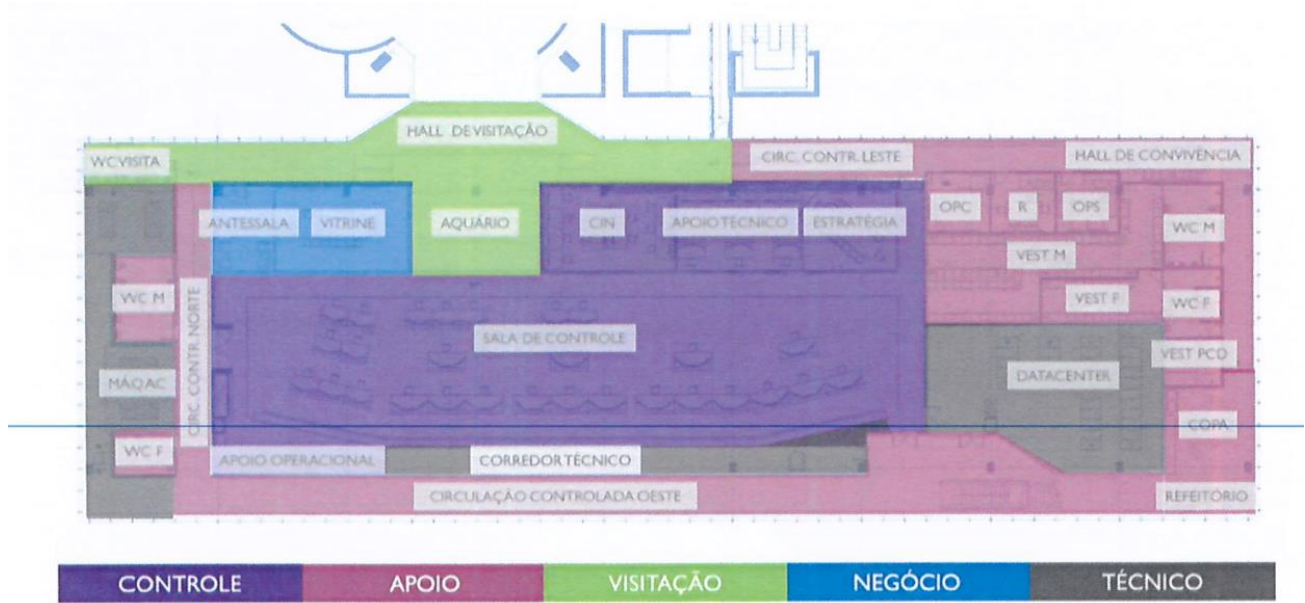 HALL DE VISITAÇÃO
WC VISITA
CIRC. CONTR. LESTE
HALL DE CONVIVÊNCIA
ANTESSALA
VITRINE
AQUÁRIO
CIN
APOIO TÉCNICO
ESTRATÉGIA
OPC
R
OPS
WC M
VEST M
WC M
CIRC. CONTR. NORTE
VEST F
WC F
SALA DE CONTROLE
VEST PCD
MÁQ AC
DATACENTER
COPA
WC F
APOIO OPERACIONAL
CORREDOR TÉCNICO
CIRCULAÇÃO CONTROLADA OESTE
REFEITÓRIO
CONTROLE
APOIO
VISITAÇÃO
NEGÓCIO
TÉCNICO